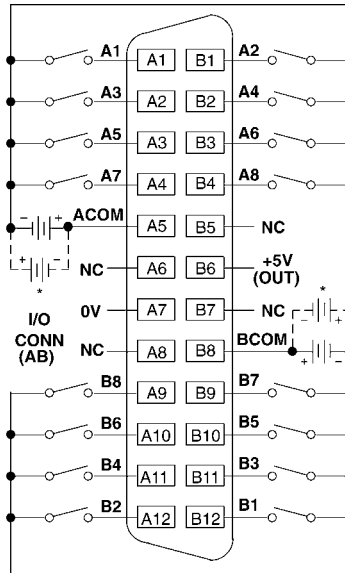 A1 A1 B1 A2
A3 A2 B2 A4
A5 A3 B3 A6
A7 A4 B4 A8
ACOM A5 B5 NC
- + - +
NC A6 B6 +5V
(OUT)
*
0V A7 B7 NC
*
I/O
CONN
(AB)
- +
NC A8 B8 BCOM
+ -
B8 A9 B9 B7
B6 A10 B10 B5
B4 A11 B11 B3
B2 A12 B12 B1